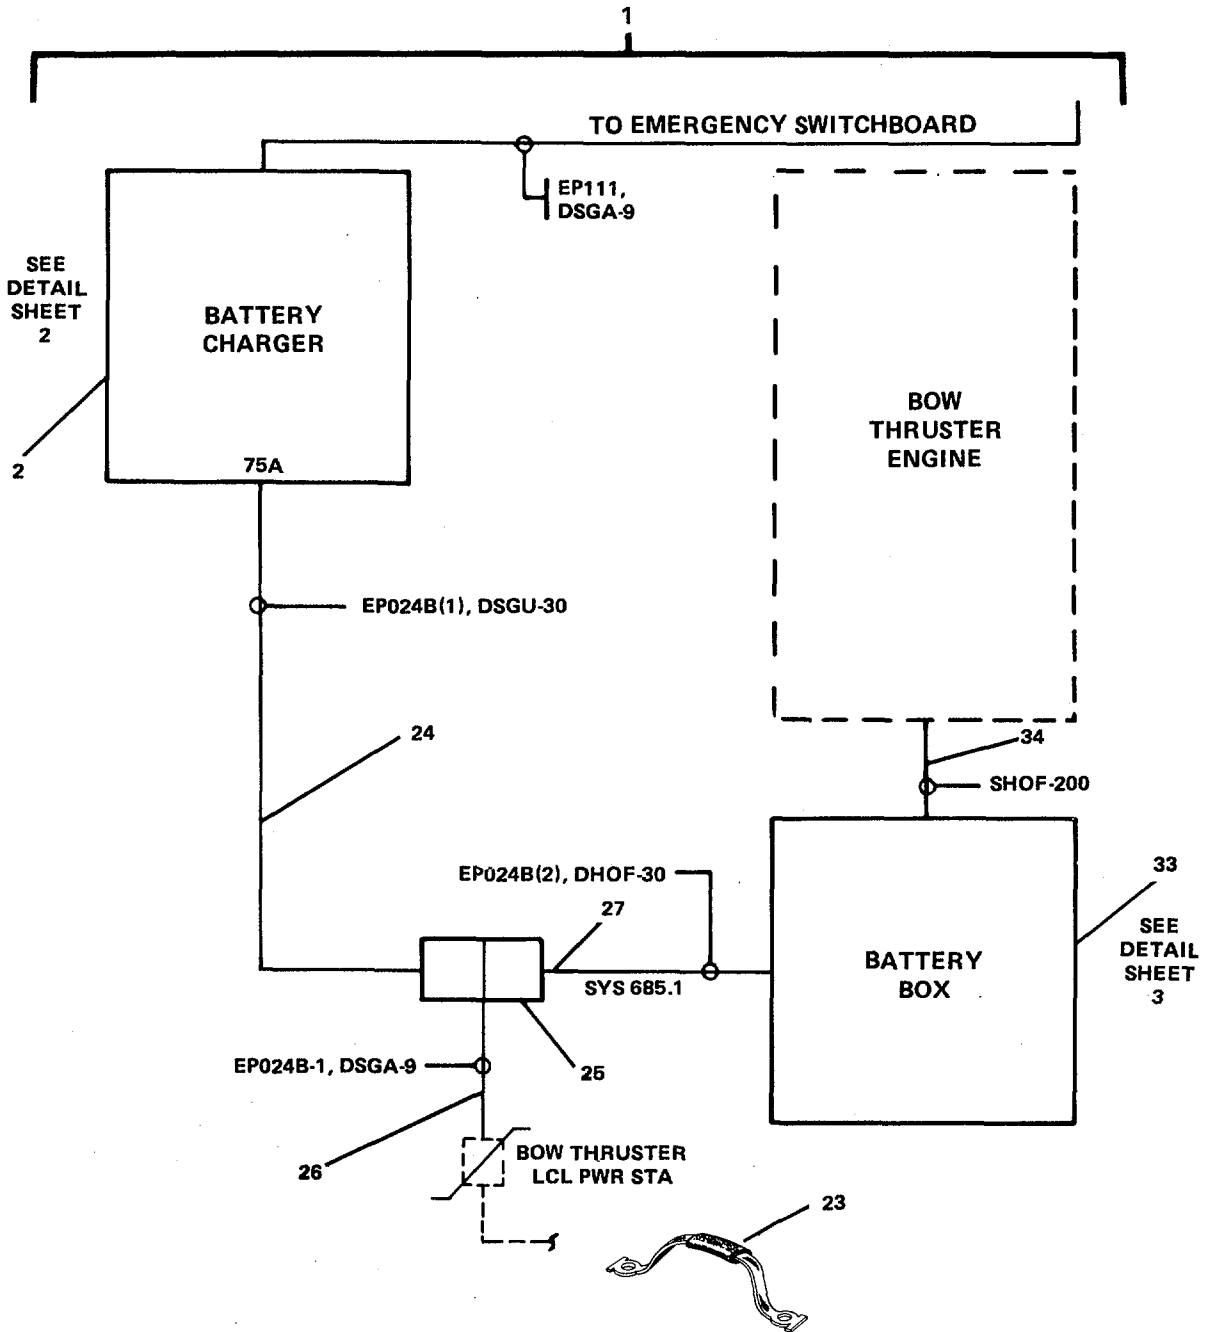 1
TO EMERGENCY SWITCHBOARD
EP111,
DSGA-9
SEE
DETAIL
SHEET
2
BATTERY
CHARGER
75A
2
BOW
THRUSTER
ENGINE
EP024B(1), DSGU-30
24
34
SHOF-200
EP024B(2), DHOF-30
27
33
SEE
DETAIL
SHEET
3
BATTERY
BOX
SYS 685.1
EP024B-1, DSGA-9
25
26
BOW THRUSTER
LCL PWR STA
23